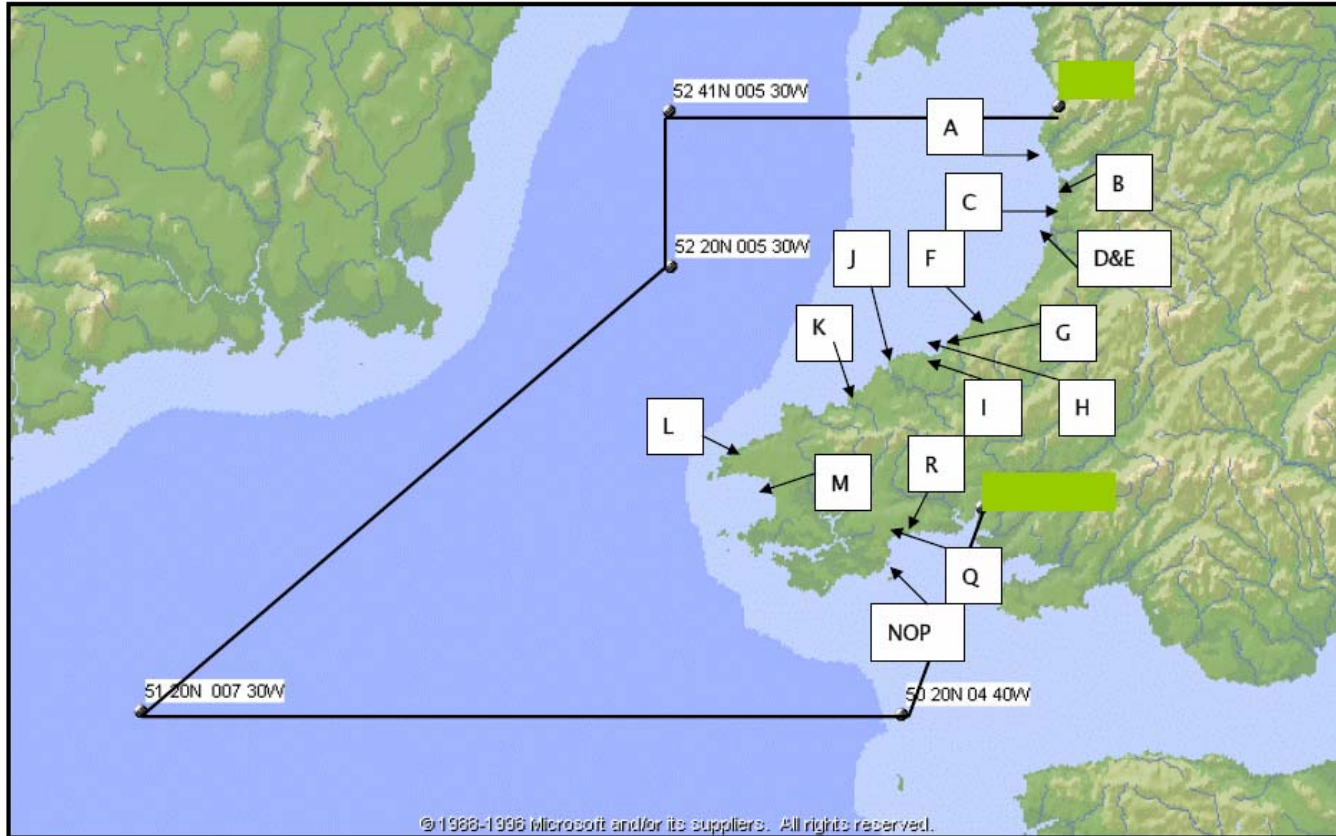 52 41N 005 30W
A
B
C
52 20N 005 30W
J
F
D&E
K
G
L
I
H
R
M
Q
NOP
51 20N 007 30W
50 20N 04 40W
© 1988-1996 Microsoft and/or its suppliers. All rights reserved.